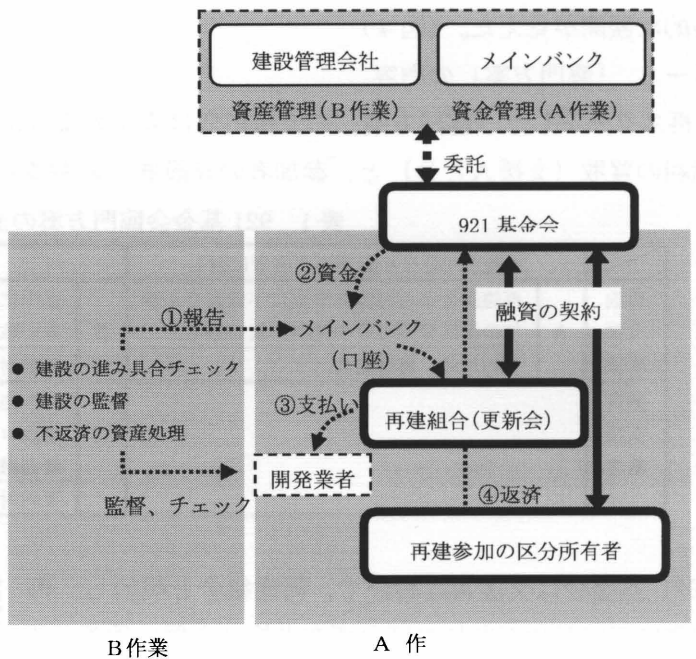 建設管理会社
メインバンク
資産管理(B作業)
資金管理(A作業)
委託
921基金会
②資金
融資の契約
①報告
メインバンク
(口座)
● 建設の進み具合チェック
● 建設の監督
● 不返済の資産処理
③支払い
再建組合(更新会)
開発業者
監督、チェック
④返済
再建参加の区分所有者
B作業
A 作